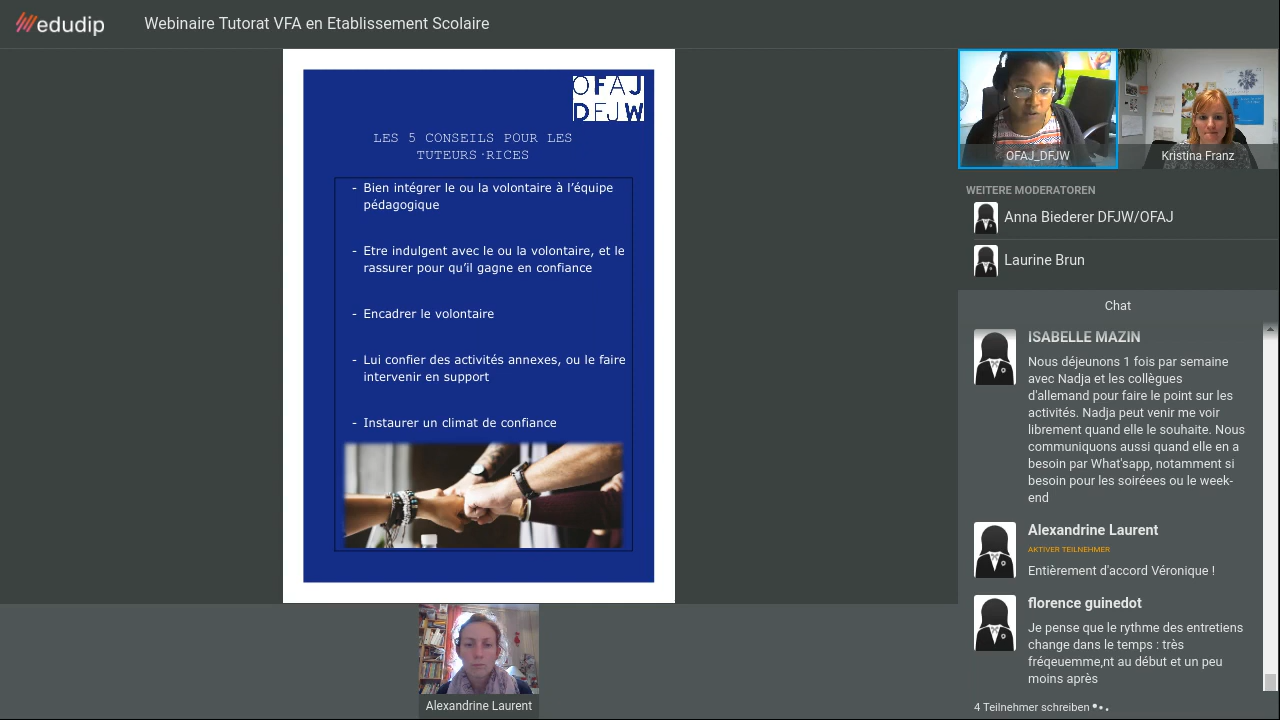 edudip
Webinaire Tutorat VFA en Etablissement Scolaire
OFAJ
DFJW
LES 5 CONSEILS POUR LES
TUTEURS·RICES
- Bien intégrer le ou la volontaire à l'équipe
pédagogique
- Etre indulgent avec le ou la volontaire, et le
rassurer pour qu'il gagne en confiance
- Encadrer le volontaire
- Lui confier des activités annexes, ou le faire
intervenir en support
- Instaurer un climat de confiance
OFAJ_DFJW
Kristina Franz
WEITERE MODERATOREN
Anna Biederer DFJW/OFAJ
Laurine Brun
Chat
ISABELLE MAZIN
Nous déjeunons 1 fois par semaine
avec Nadja et les collègues
d'allemand pour faire le point sur les
activités. Nadja peut venir me voir
librement quand elle le souhaite. Nous
communiquons aussi quand elle en a
besoin par What'sapp, notamment si
besoin pour les soiréees ou le week-
end
Alexandrine Laurent
AKTIVER TEILNEHMER
Entièrement d'accord Véronique !
florence guinedot
Je pense que le rythme des entretiens
change dans le temps : très
fréqeuemme,nt au début et un peu
moins après
4 Teilnehmer schreiben
Alexandrine Laurent